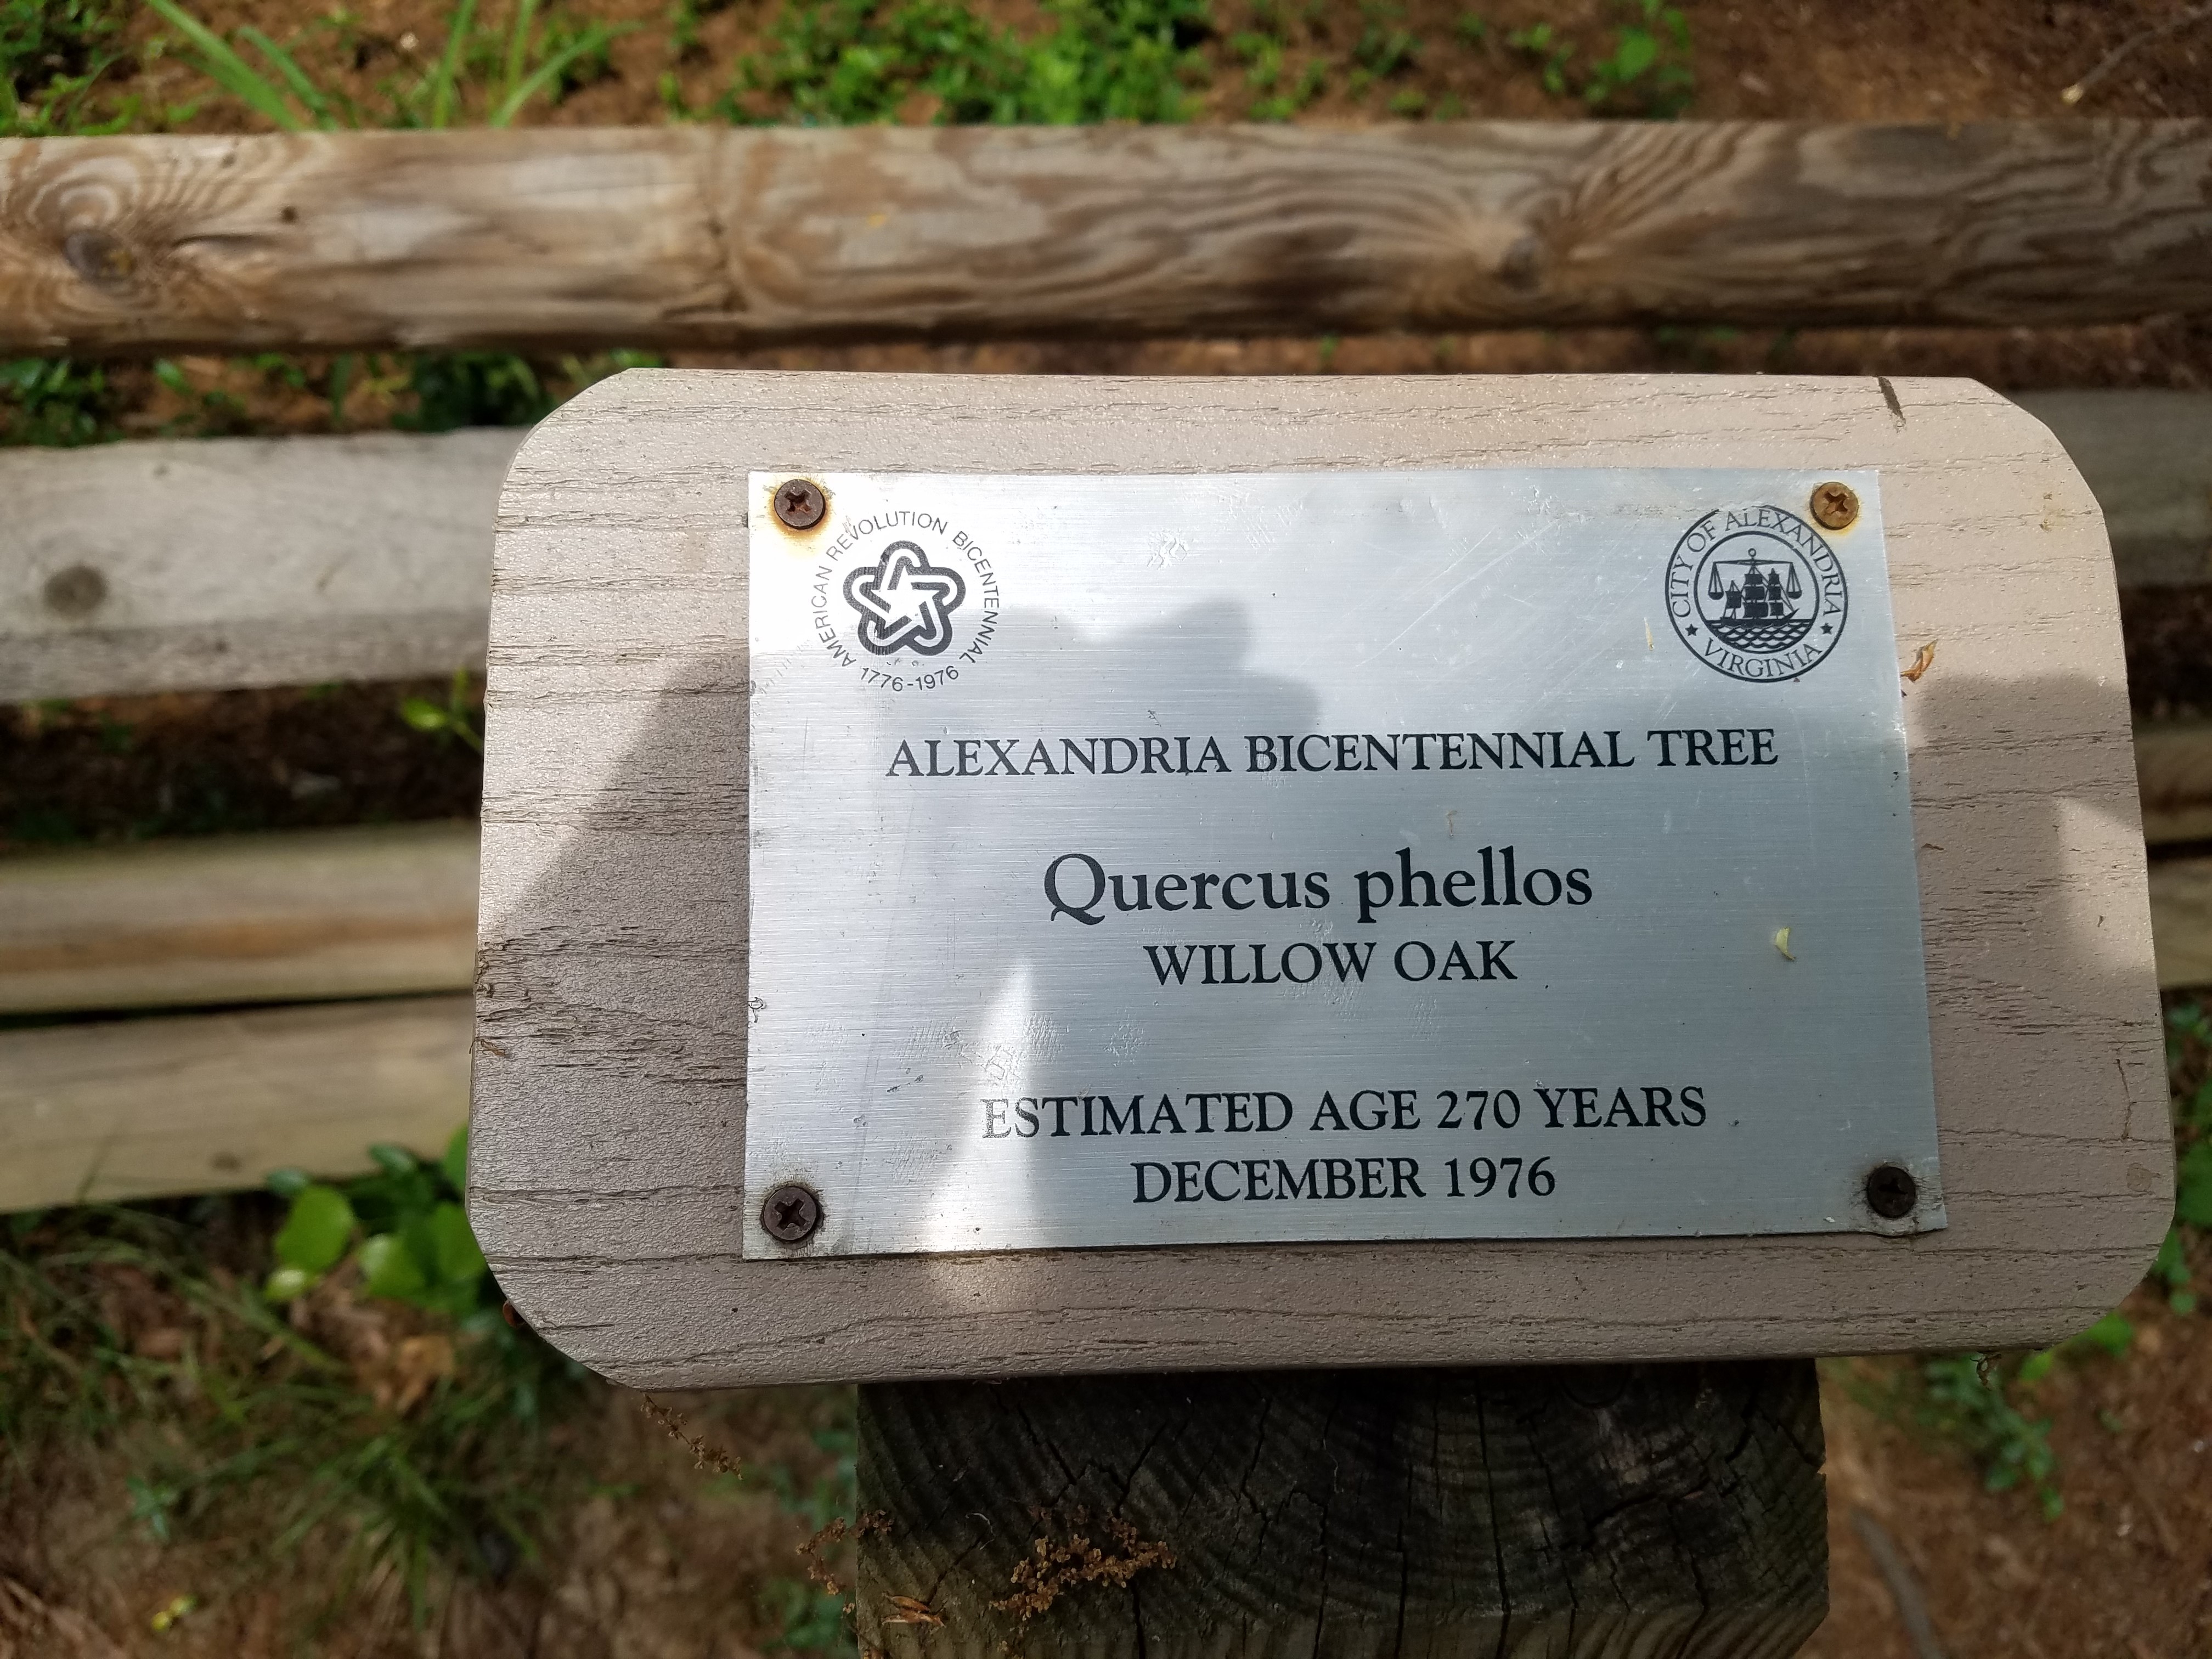 AMERICAN REVOLUTION BICENTENNIAL
1776-1976
CITY OF ALEXANDRIA
VIRGINIA
ALEXANDRIA BICENTENNIAL TREE
Quercus phellos
WILLOW OAK
ESTIMATED AGE 270 YEARS
DECEMBER 1976